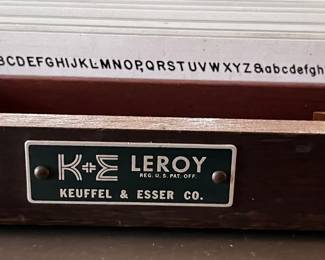 BCDEFGHIJKLMNOPQRSTUVWXYZ&abcdefgh
K+E LEROY
REG. U.S. PAT. OFF.
KEUFFEL & ESSER CO.